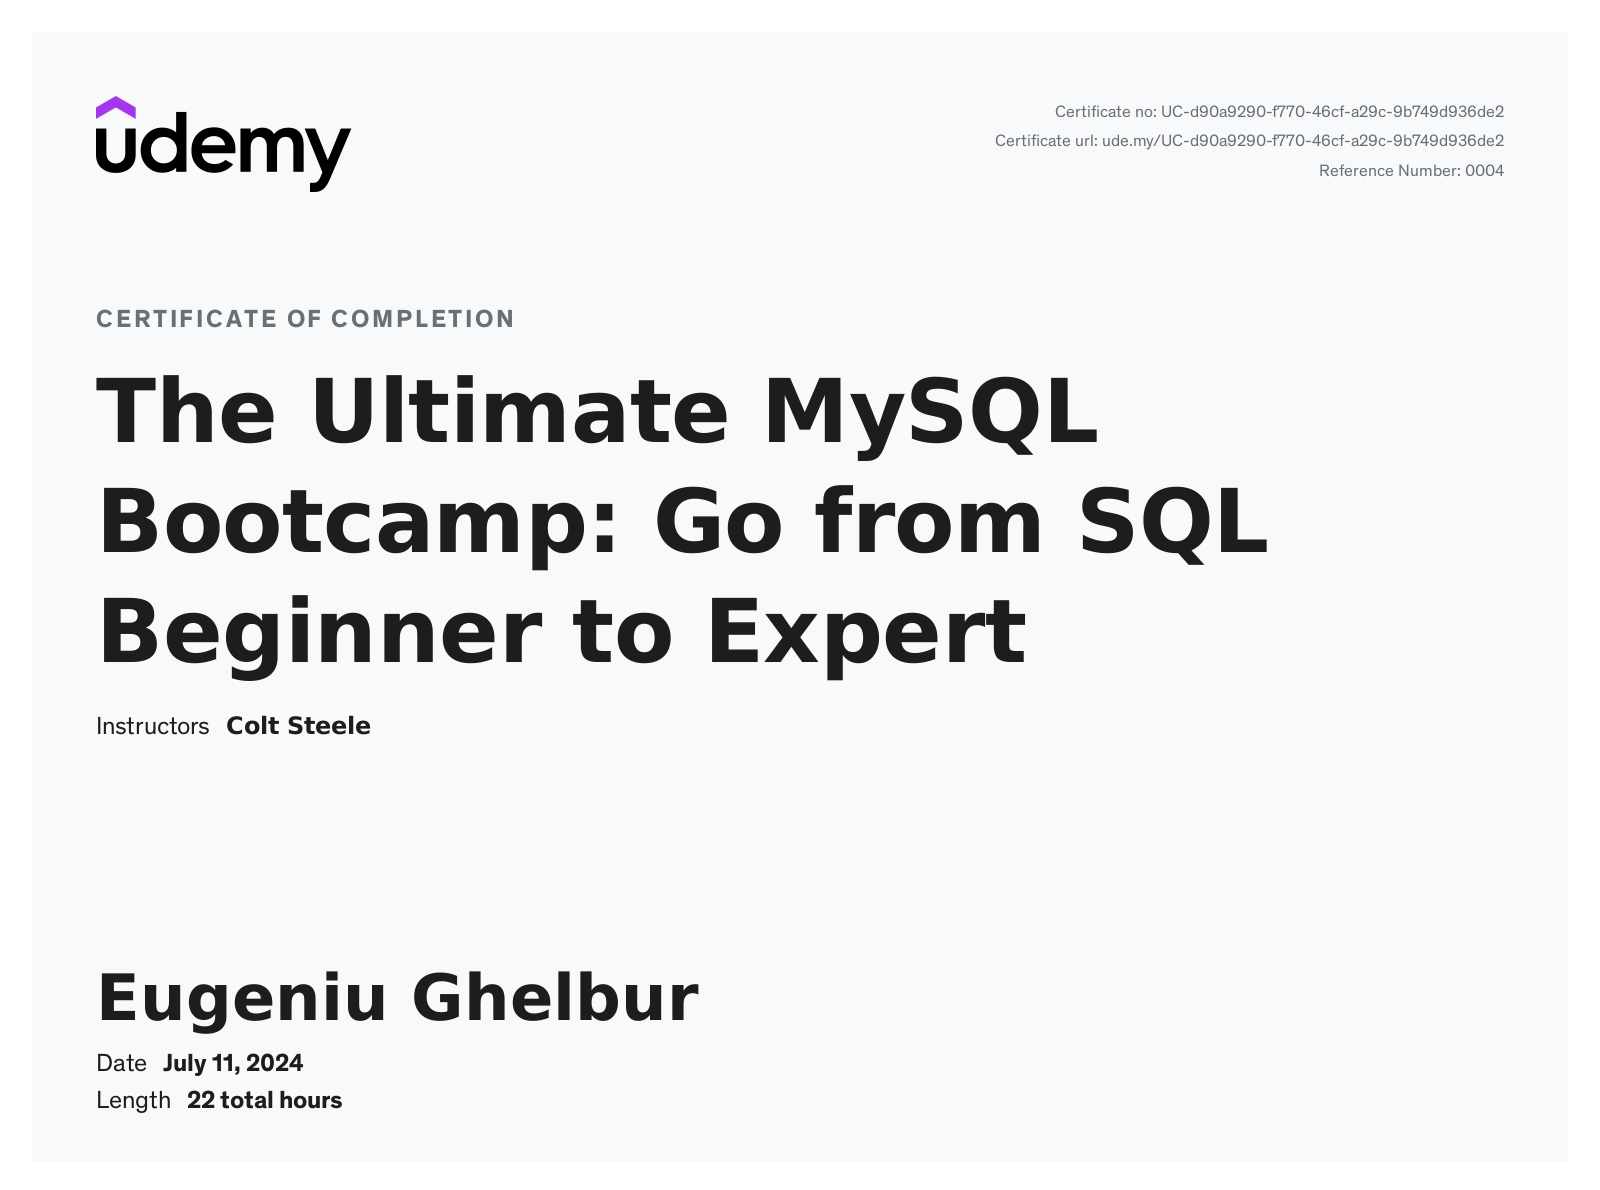 udemy
Certificate no: UC-d90a9290-f770-46cf-a29c-9b749d936de2
Certificate url: ude.my/UC-d90a9290-f770-46cf-a29c-9b749d936de2
Reference Number: 0004
CERTIFICATE OF COMPLETION
The Ultimate MySQL
Bootcamp: Go from SQL
Beginner to Expert
Instructors Colt Steele
Eugeniu Ghelbur
Date July 11, 2024
Length 22 total hours